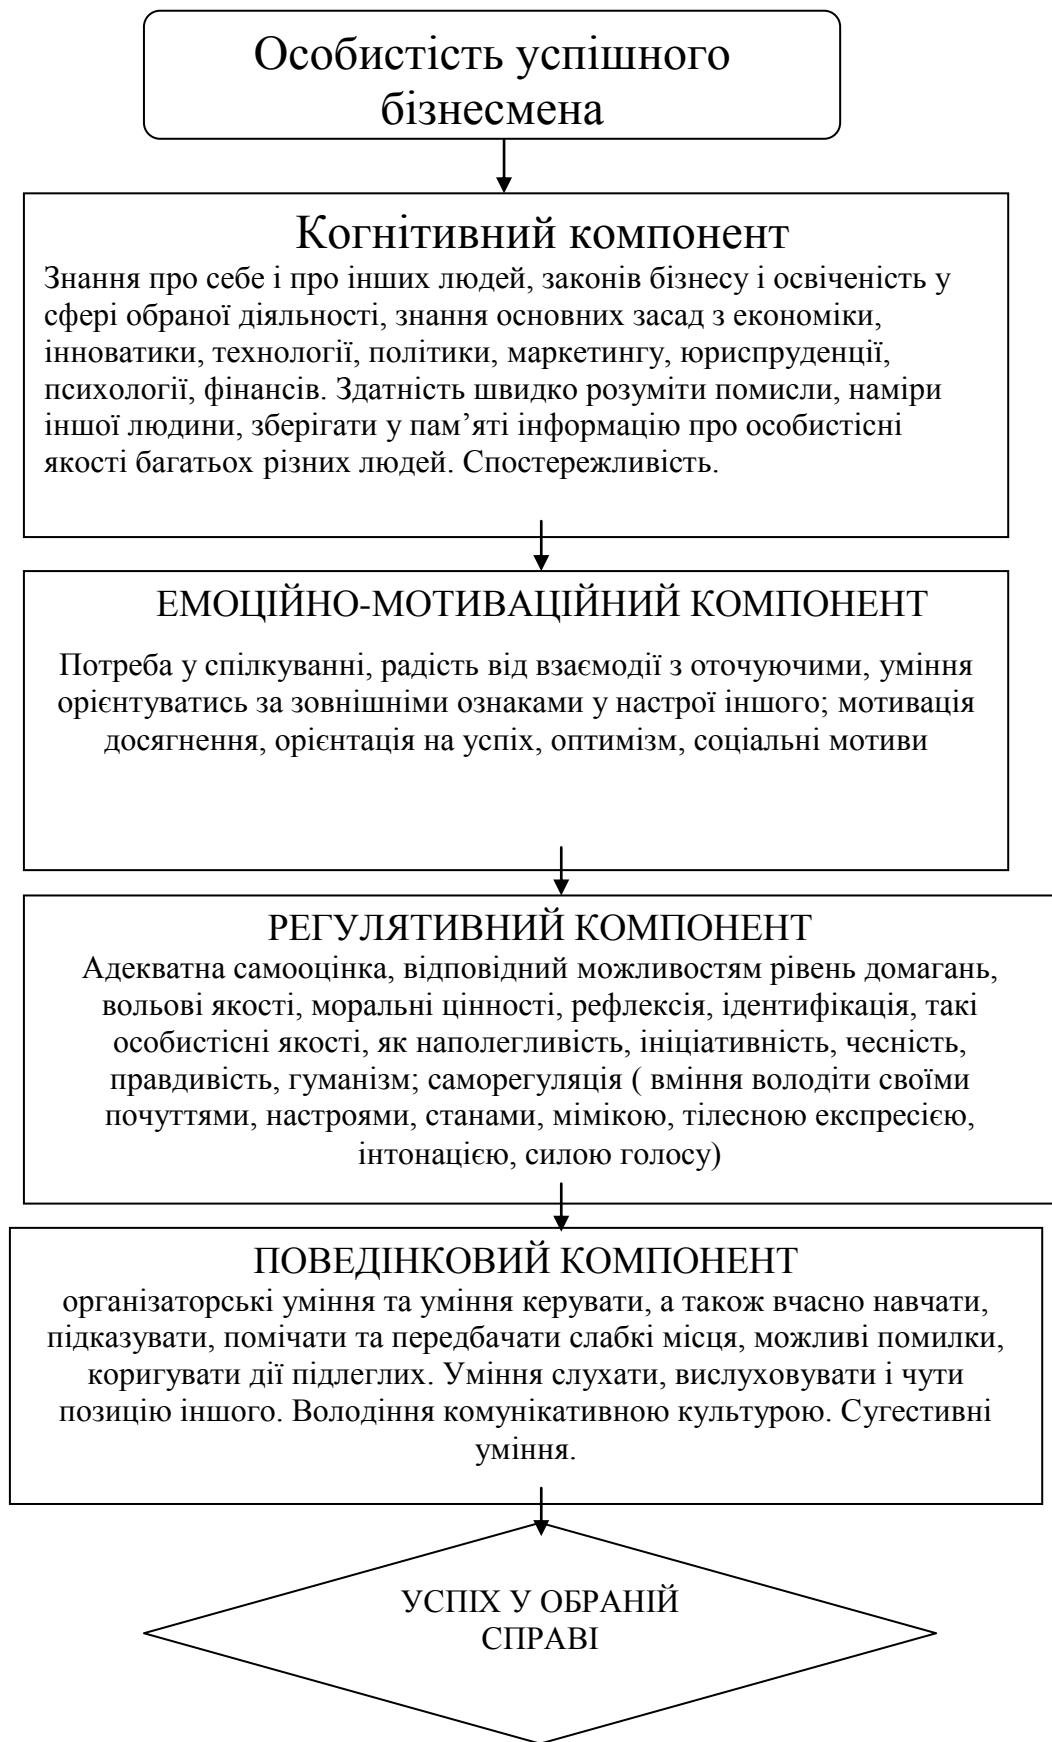 Особистість успішного
бізнесмена
Когнітивний компонент
Знання про себе і про інших людей, законів бізнесу і освіченість у
сфері обраної діяльності, знання основних засад з економіки,
інноватики, технології, політики, маркетингу, юриспруденції,
психології, фінансів. Здатність швидко розуміти помисли, наміри
іншої людини, зберігати у пам’яті інформацію про особистісні
якості багатьох різних людей. Спостережливість.
ЕМОЦІЙНО-МОТИВАЦІЙНИЙ КОМПОНЕНТ
Потреба у спілкуванні, радість від взаємодії з оточуючими, уміння
орієнтуватись за зовнішніми ознаками у настрої іншого; мотивація
досягнення, орієнтація на успіх, оптимізм, соціальні мотиви
РЕГУЛЯТИВНИЙ КОМПОНЕНТ
Адекватна самооцінка, відповідний можливостям рівень домагань,
вольові якості, моральні цінності, рефлексія, ідентифікація, такі
особистісні якості, як наполегливість, ініціативність, чесність,
правдивість, гуманізм; саморегуляція ( вміння володіти своїми
почуттями, настроями, станами, мімікою, тілесною експресією,
інтонацією, силою голосу)
ПОВЕДІНКОВИЙ КОМПОНЕНТ
організаторські уміння та уміння керувати, а також вчасно навчати,
підказувати, помічати та передбачати слабкі місця, можливі помилки,
коригувати дії підлеглих. Уміння слухати, вислуховувати і чути
позицію іншого. Володіння комунікативною культурою. Сугестивні
уміння.
УСПІХ У ОБРАНІЙ
СПРАВІ